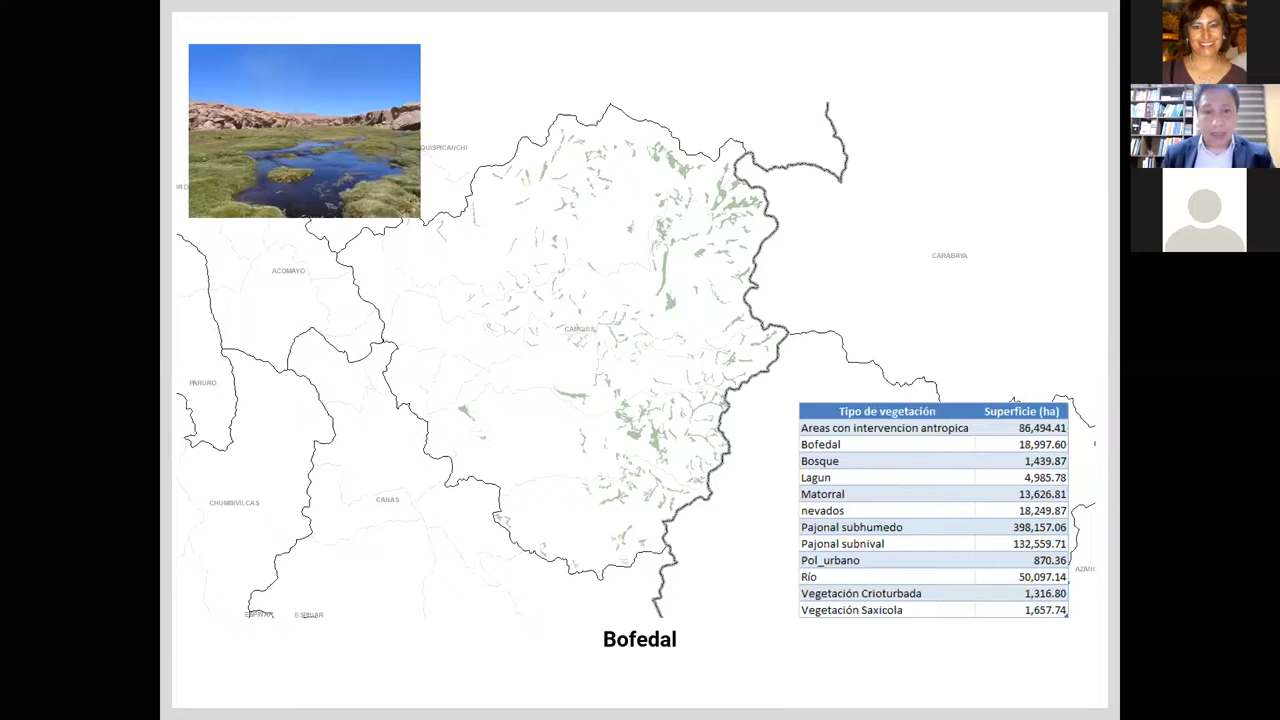 QUISPICANCHI
ACOMAYO
CARABAYA
CANCHIS
PARURO
CHUMBIVILCAS
CANAS
ESPINAR
ESPINAR
Tipo de vegetación Superficie (ha)
Areas con intervencion antropica 86,494.41
Bofedal 18,997.60
Bosque 1,439.87
Lagun 4,985.78
Matorral 13,626.81
nevados 18,249.87
Pajonal subhumedo 398,157.06
Pajonal subnival 132,559.71
Pol_urbano 870.36
Río 50,097.14
Vegetación Crioturbada 1,316.80
Vegetación Saxicola 1,657.74
Bofedal